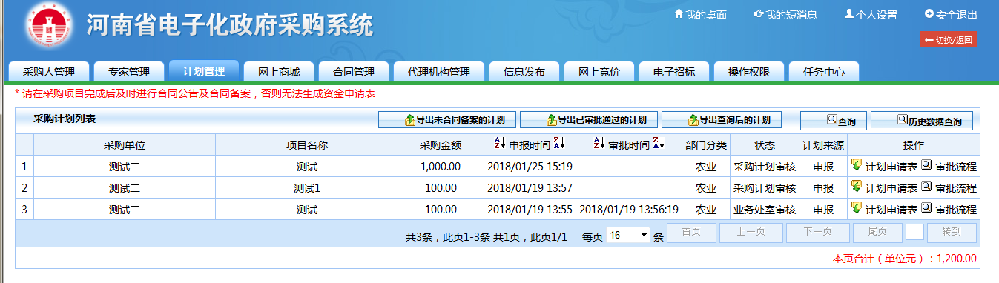 河南省电子化政府采购系统
我的桌面 我的短消息 个人设置 安全退出
切换/返回
采购人管理 专家管理 计划管理 网上商城 合同管理 代理机构管理 信息发布 网上竞价 电子招标 操作权限 任务中心
* 请在采购项目完成后及时进行合同公告及合同备案，否则无法生成资金申请表
采购计划列表 导出未合同备案的计划 导出已审批通过的计划 导出查询后的计划 查询 历史数据查询
采购单位 项目名称 采购金额 申报时间 审批时间 部门分类 状态 计划来源 操作
1 测试二 测试 1,000.00 2018/01/25 15:19 农业 采购计划审核 申报 计划申请表 审批流程
2 测试二 测试1 100.00 2018/01/19 13:57 农业 采购计划审核 申报 计划申请表 审批流程
3 测试二 测试 100.00 2018/01/19 13:55 2018/01/19 13:56:19 农业 业务处室审核 申报 计划申请表 审批流程
共3条，此页1-3条 共1页，此页1/1 每页 16 条 首页 上一页 下一页 尾页 转到
本页合计（单位元）：1,200.00